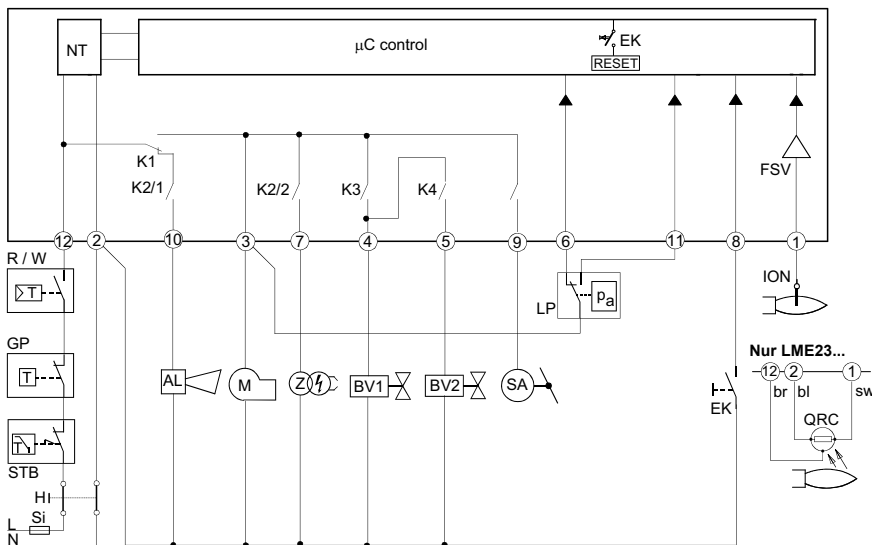 NT
µC control
EK
RESET
K1
K2/1
K2/2
K3
K4
FSV
12
2
10
3
7
4
5
9
6
11
8
1
R / W
>T
GP
T
STB
T
H
L
N
Si
AL
M
Z
BV1
BV2
SA
LP
pa
EK
ION
Nur LME23...
12
2
1
br
bl
sw
QRC